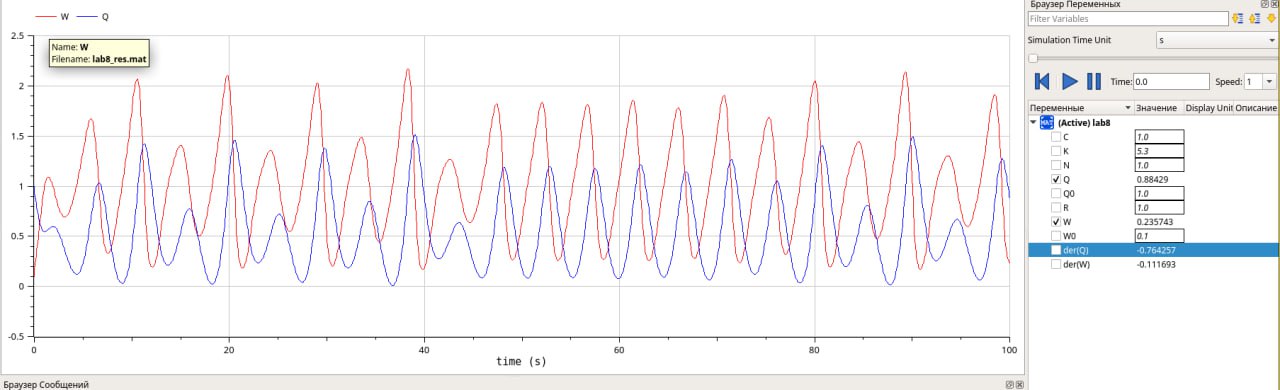 W Q
Name: W
Filename: lab8_res.mat
2.5
2
1.5
1
0.5
0
-0.5
0 20 40 60 80 100
time (s)
Браузер Сообщений
Браузер Переменных
Filter Variables
Simulation Time Unit s
Time: 0.0 Speed: 1
Переменные Значение Display Unit Описание
MAT (Active) lab8
C 1.0
K 5.3
N 1.0
Q 0.88429
Q0 1.0
R 1.0
W 0.235743
W0 0.1
der(Q) -0.764257
der(W) -0.111693